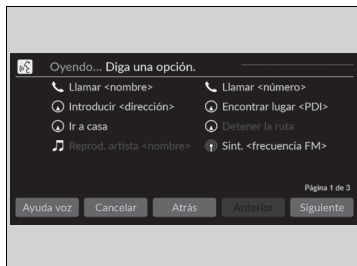 Oyendo... Diga una opción.
Llamar <nombre>
Llamar <número>
Introducir <dirección>
Encontrar lugar <PDI>
Ir a casa
Detener la ruta
Reprod. artista <nombre>
Sint. <frecuencia FM>
Página 1 de 3
Ayuda voz Cancelar Atrás Anterior Siguiente